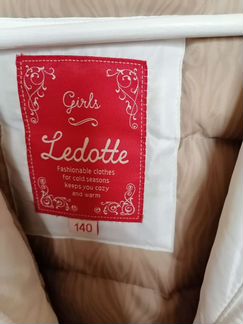 Girls
Ledotte
Fashionable clothes
for cold seasons
keeps you cozy
and warm
140